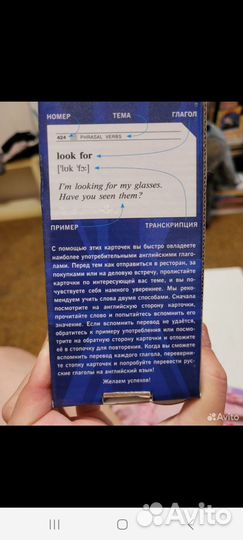 НОМЕР ТЕМА ГЛАГОЛ
424 PHRASAL VERBS
look for
['lʊk 'fɔ:]
I'm looking for my glasses.
Have you seen them?
ПРИМЕР ТРАНСКРИПЦИЯ
С помощью этих карточек вы быстро овладеете
наиболее употребительными английскими глаго-
лами. Перед тем как отправиться в ресторан, за
покупками или на деловую встречу, пролистайте
карточки по интересующей вас теме, и вы по-
чувствуете себя намного увереннее. Мы реко-
мендуем учить слова двумя способами. Сначала
посмотрите на английскую сторону карточки,
прочитайте слово и попытайтесь вспомнить его
значение. Если вспомнить перевод не удаётся,
обратитесь к примеру употребления или посмо-
трите на обратную сторону карточки и отложите
её в стопочку для повторения. Когда вы сможете
вспомнить перевод каждого глагола, переверни-
те стопку карточек и попробуйте перевести рус-
ские глаголы на английский язык!
Желаем успехов!
Avito
Avito